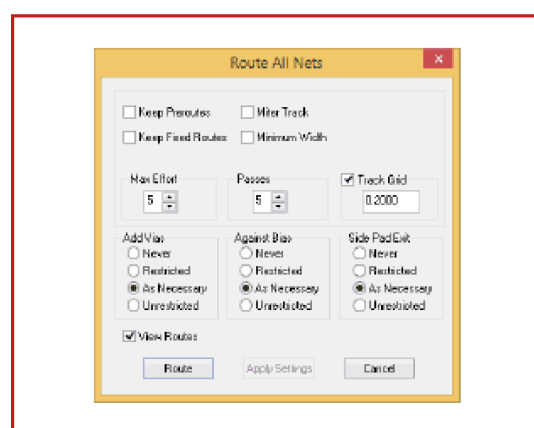 Route All Nets
Keep Preroutes Miter Track
Keep Fixed Routes Minimum Width
Max Effort Passes Track Grid
5 5 0.2000
Add Vias Against Bias Side Pad Exit
Never Never Never
Restricted Restricted Restricted
As Necessary As Necessary As Necessary
Unrestricted Unrestricted Unrestricted
View Routes
Route Apply Settings Cancel